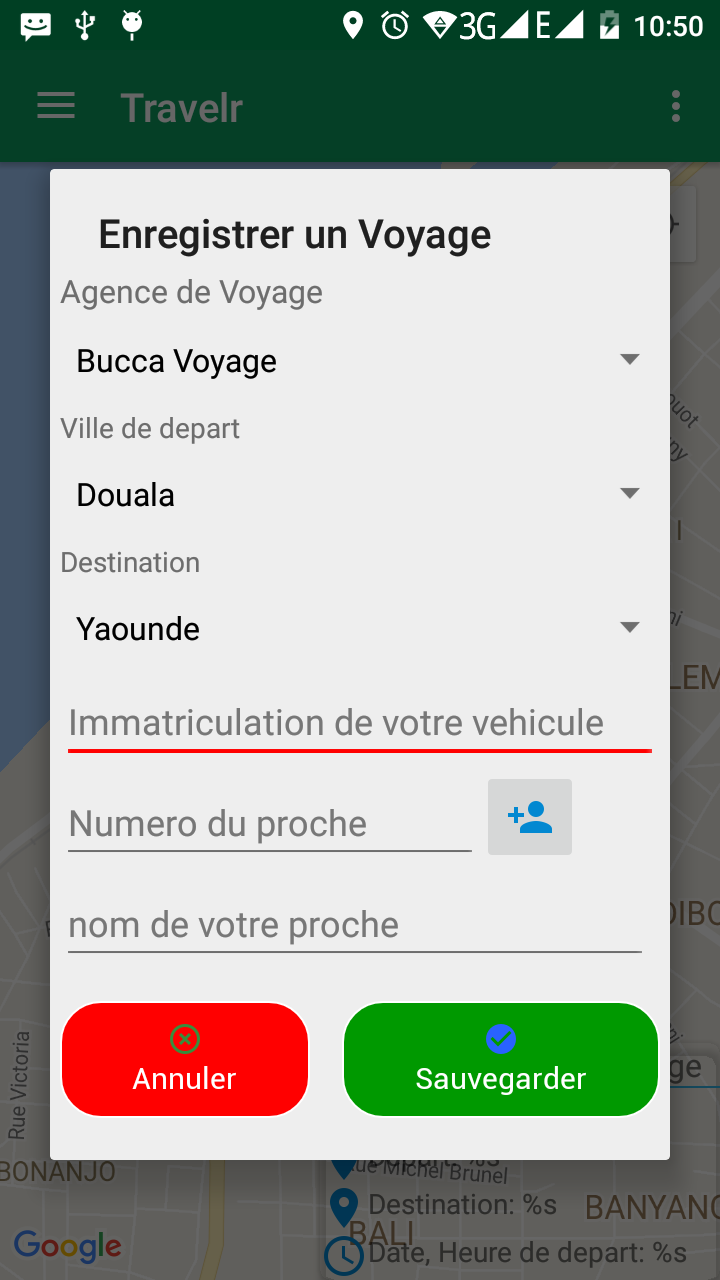 3G E 10:50
Travelr
Enregistrer un Voyage
Agence de Voyage
Bucca Voyage
Ville de depart
Douala
Destination
Yaounde
Immatriculation de votre vehicule
Numero du proche
nom de votre proche
Annuler
Sauvegarder
Rue Victoria
BONANJO
Rue Michel Brunel
Destination: %s
BANYANG
BALI
Date, Heure de depart: %s
Google